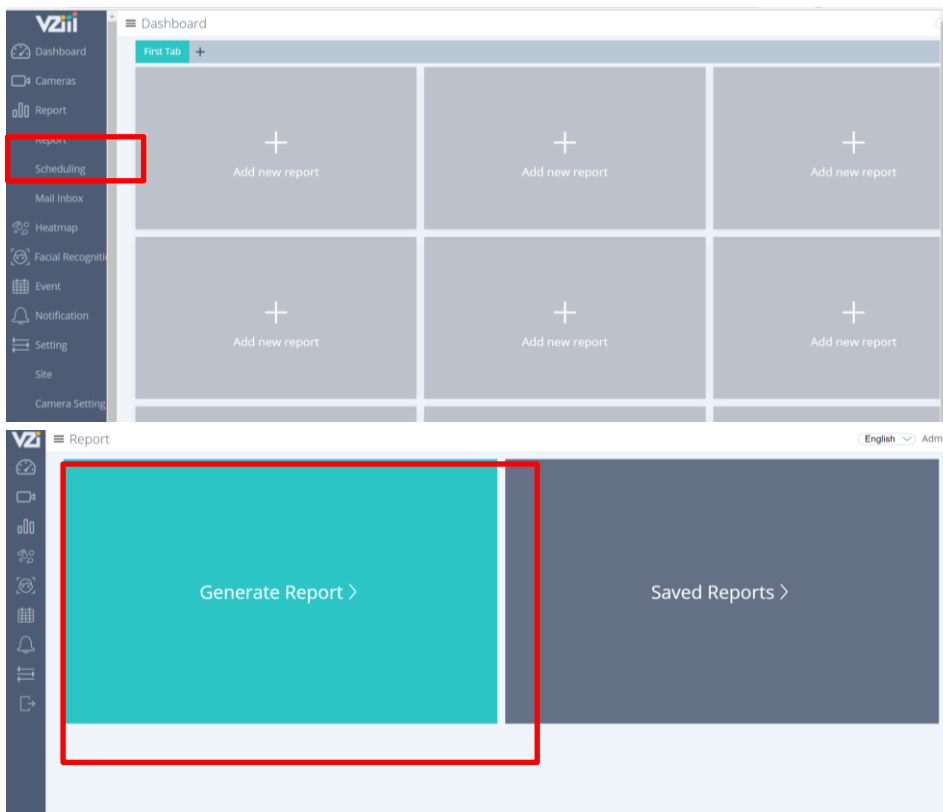 VZiii
Dashboard
First Tab +
Dashboard
Cameras
Report
Report
Scheduling
Mail Inbox
Heatmap
Facial Recogniti
Event
Notification
Setting
Site
Camera Setting
Add new report
Add new report
Add new report
Add new report
Add new report
Add new report
VZi
Report
English
Adm
Generate Report >
Saved Reports >